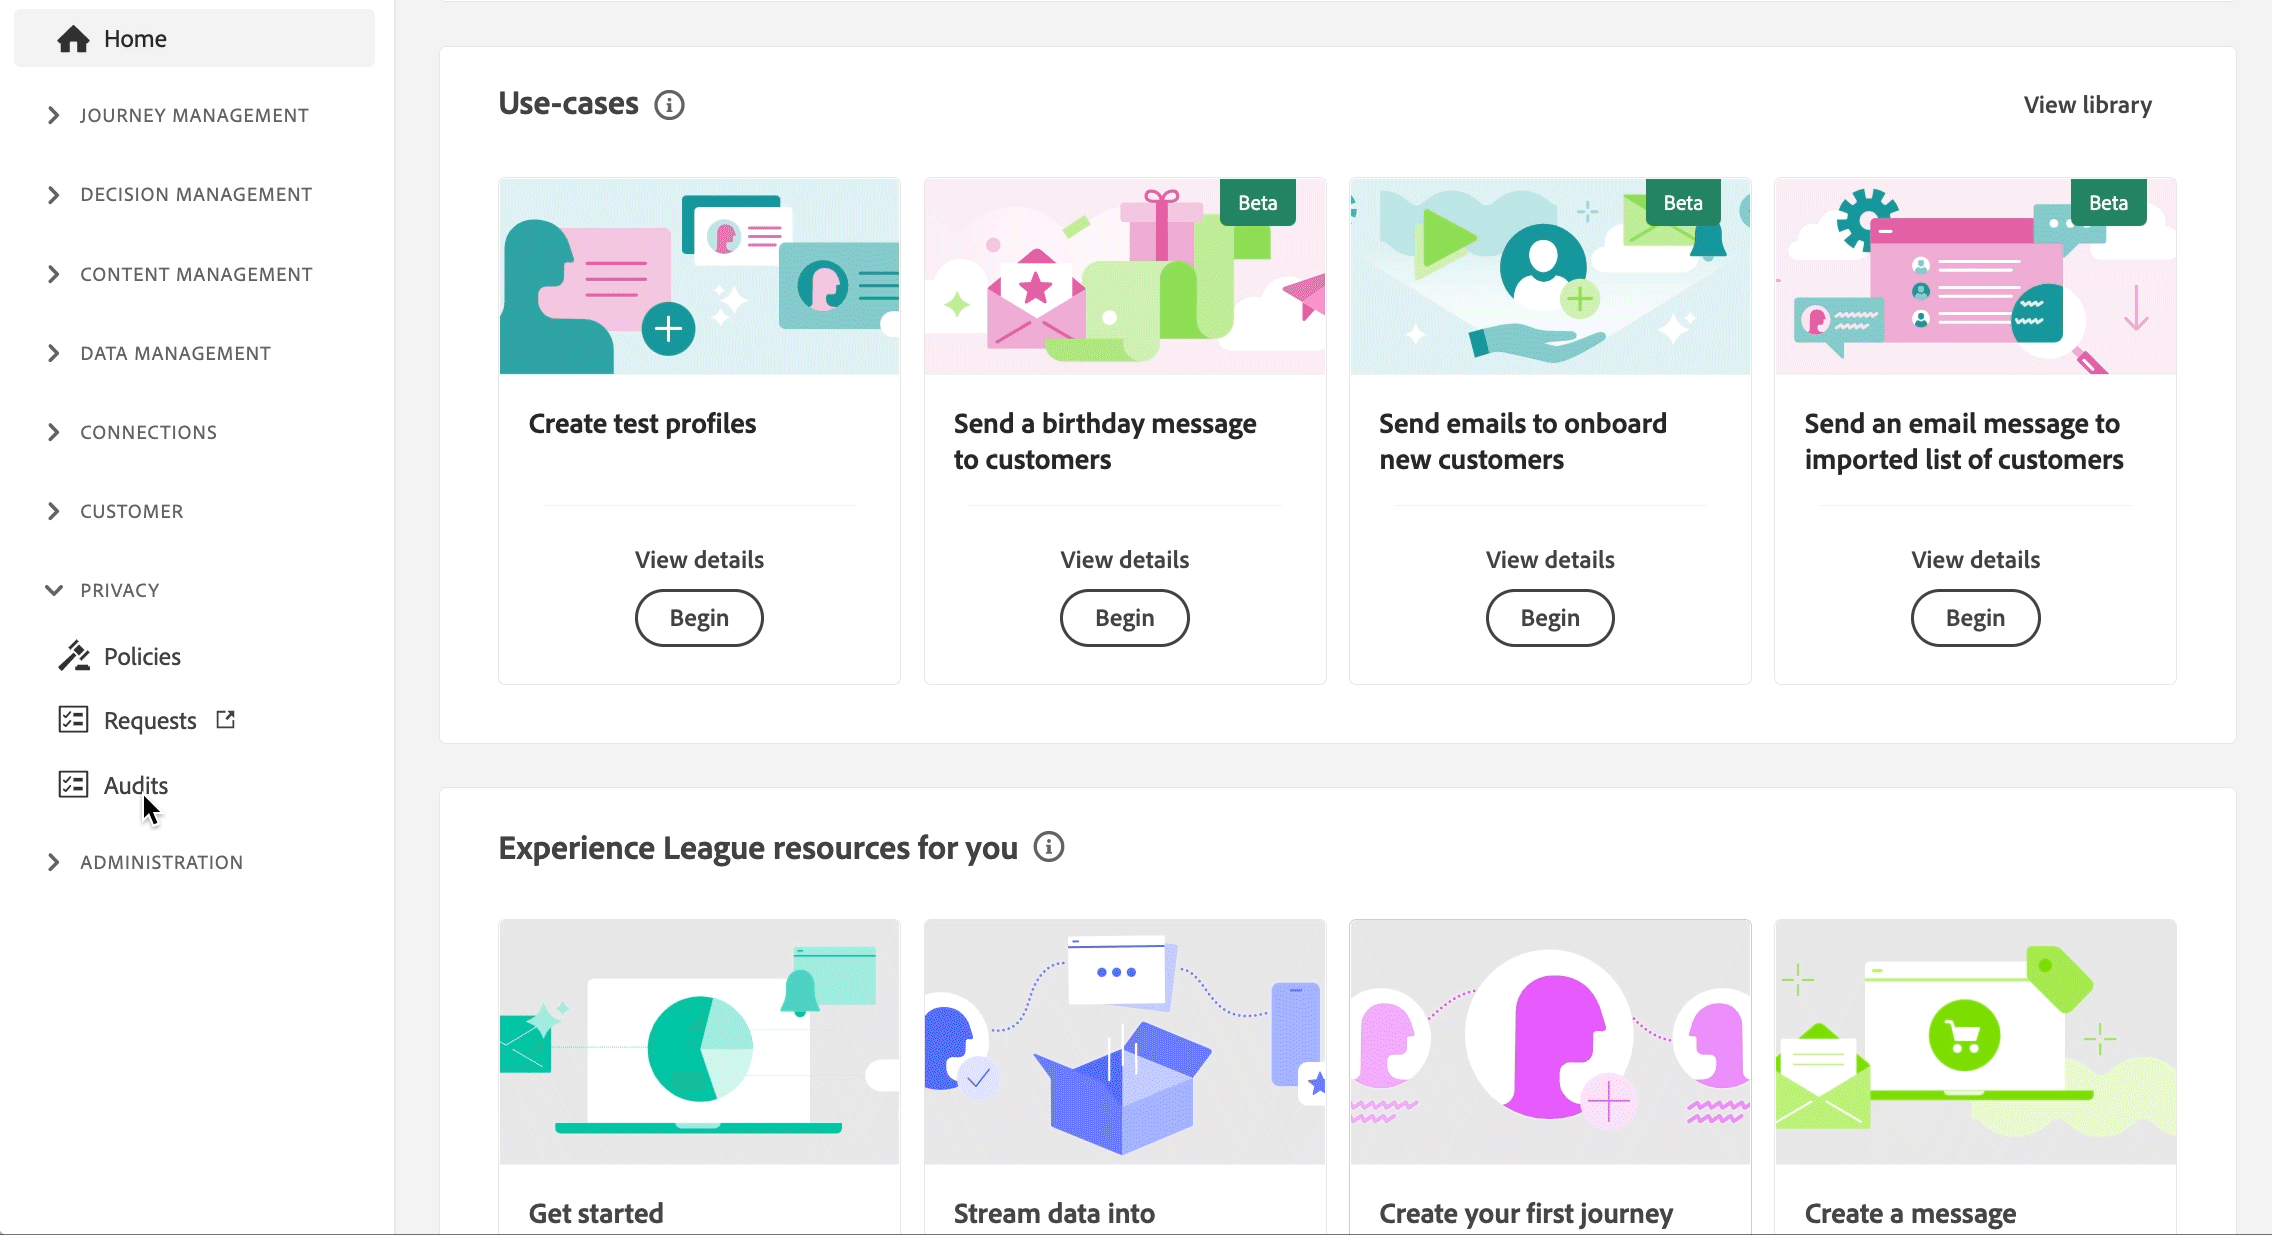 Home
JOURNEY MANAGEMENT
DECISION MANAGEMENT
CONTENT MANAGEMENT
DATA MANAGEMENT
CONNECTIONS
CUSTOMER
PRIVACY
Policies
Requests
Audits
ADMINISTRATION
Use-cases
View library
Create test profiles
View details
Begin
Beta
Send a birthday message
to customers
View details
Begin
Beta
Send emails to onboard
new customers
View details
Begin
Beta
Send an email message to
imported list of customers
View details
Begin
Experience League resources for you
Get started
Stream data into
Create your first journey
Create a message